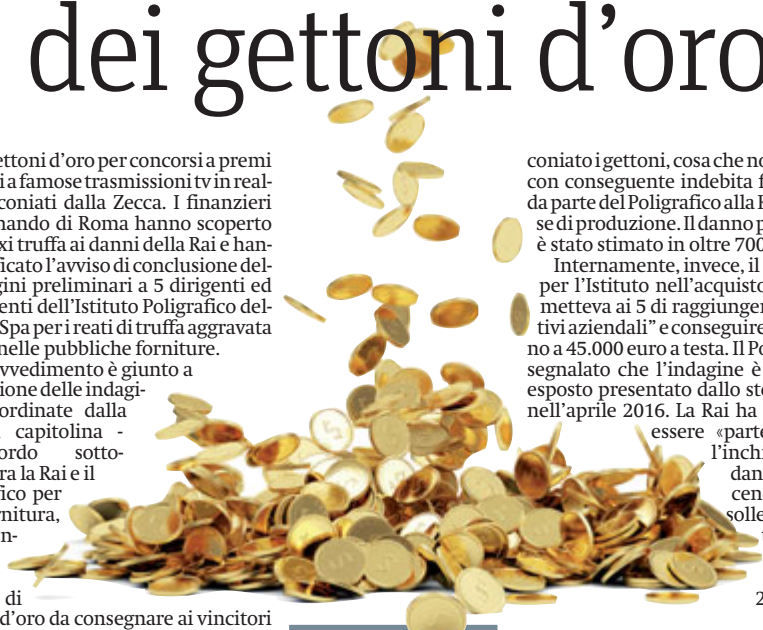 dei gettoni d'oro
ettoni d'oro per concorsi a premi
i a famose trasmissioni tv in real-
coniati dalla Zecca. I finanzieri
nando di Roma hanno scoperto
xi truffa ai danni della Rai e han-
ficato l'avviso di conclusione del-
gini preliminari a 5 dirigenti ed
enti dell'Istituto Poligrafico del-
Spa per i reati di truffa aggravata
nelle pubbliche forniture.
vvedimento è giunto a
ione delle indagi-
ordinate dalla
capitolina -
ordo sotto-
ra la Rai e il
fico per
rnitura,
n-
di
d'oro da consegnare ai vincitori
coniato i gettoni, cosa che no
con conseguente indebita f
da parte del Poligrafico alla R
se di produzione. Il danno p
è stato stimato in oltre 700
Internamente, invece, il
per l'Istituto nell'acquisto
metteva ai 5 di raggiunger
tivi aziendali” e conseguire
no a 45.000 euro a testa. Il Po
segnalato che l'indagine è
esposto presentato dallo ste
nell'aprile 2016. La Rai ha
essere «parte
l'inchi
dan
cen
solle
2